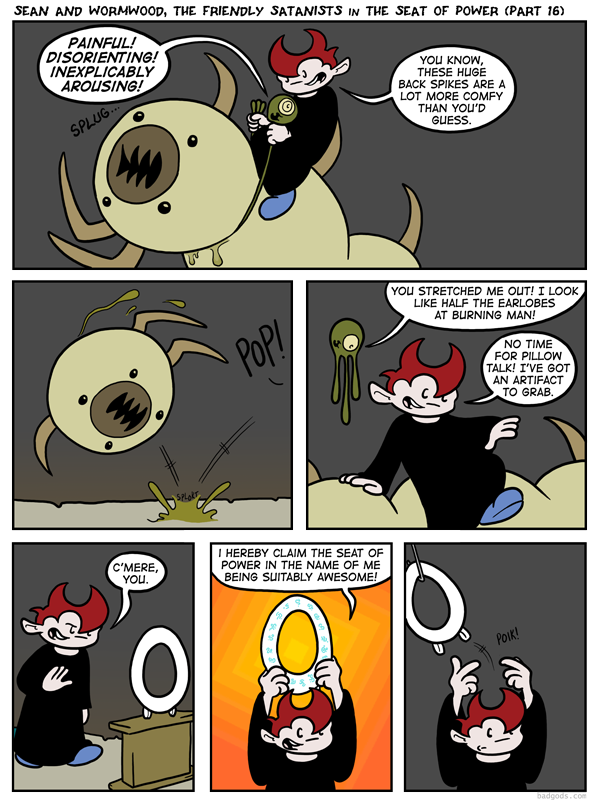 SEAN AND WORMWOOD, THE FRIENDLY SATANISTS IN THE SEAT OF POWER (PART 16)
PAINFUL!
DISORIENTING!
INEXPLICABLY
AROUSING!
YOU KNOW,
THESE HUGE
BACK SPIKES ARE A
LOT MORE COMFY
THAN YOU'D
GUESS.
SPLUG...
POP!
SPLORT
YOU STRETCHED ME OUT! I LOOK
LIKE HALF THE EARLOBES
AT BURNING MAN!
NO TIME
FOR PILLOW
TALK! I'VE GOT
AN ARTIFACT
TO GRAB.
C'MERE,
YOU.
I HEREBY CLAIM THE SEAT OF
POWER IN THE NAME OF ME
BEING SUITABLY AWESOME!
POIK!
badgods.com